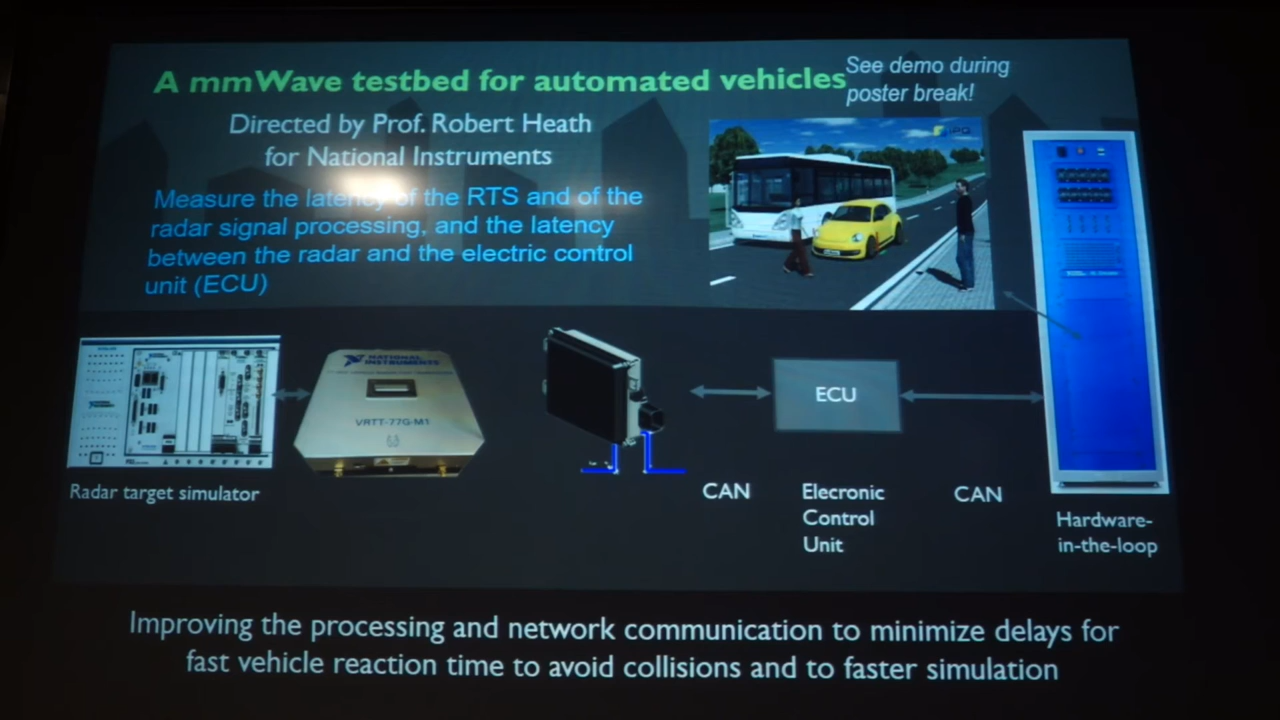 A mmWave testbed for automated vehicles
See demo during
poster break!
Directed by Prof. Robert Heath
for National Instruments
Measure the latency of the RTS and of the
radar signal processing, and the latency
between the radar and the electric control
unit (ECU)
IPG
NATIONAL
INSTRUMENTS
VRTT-77G-M1
ECU
Radar target simulator
CAN
Elecronic
Control
Unit
CAN
Hardware-
in-the-loop
Improving the processing and network communication to minimize delays for
fast vehicle reaction time to avoid collisions and to faster simulation